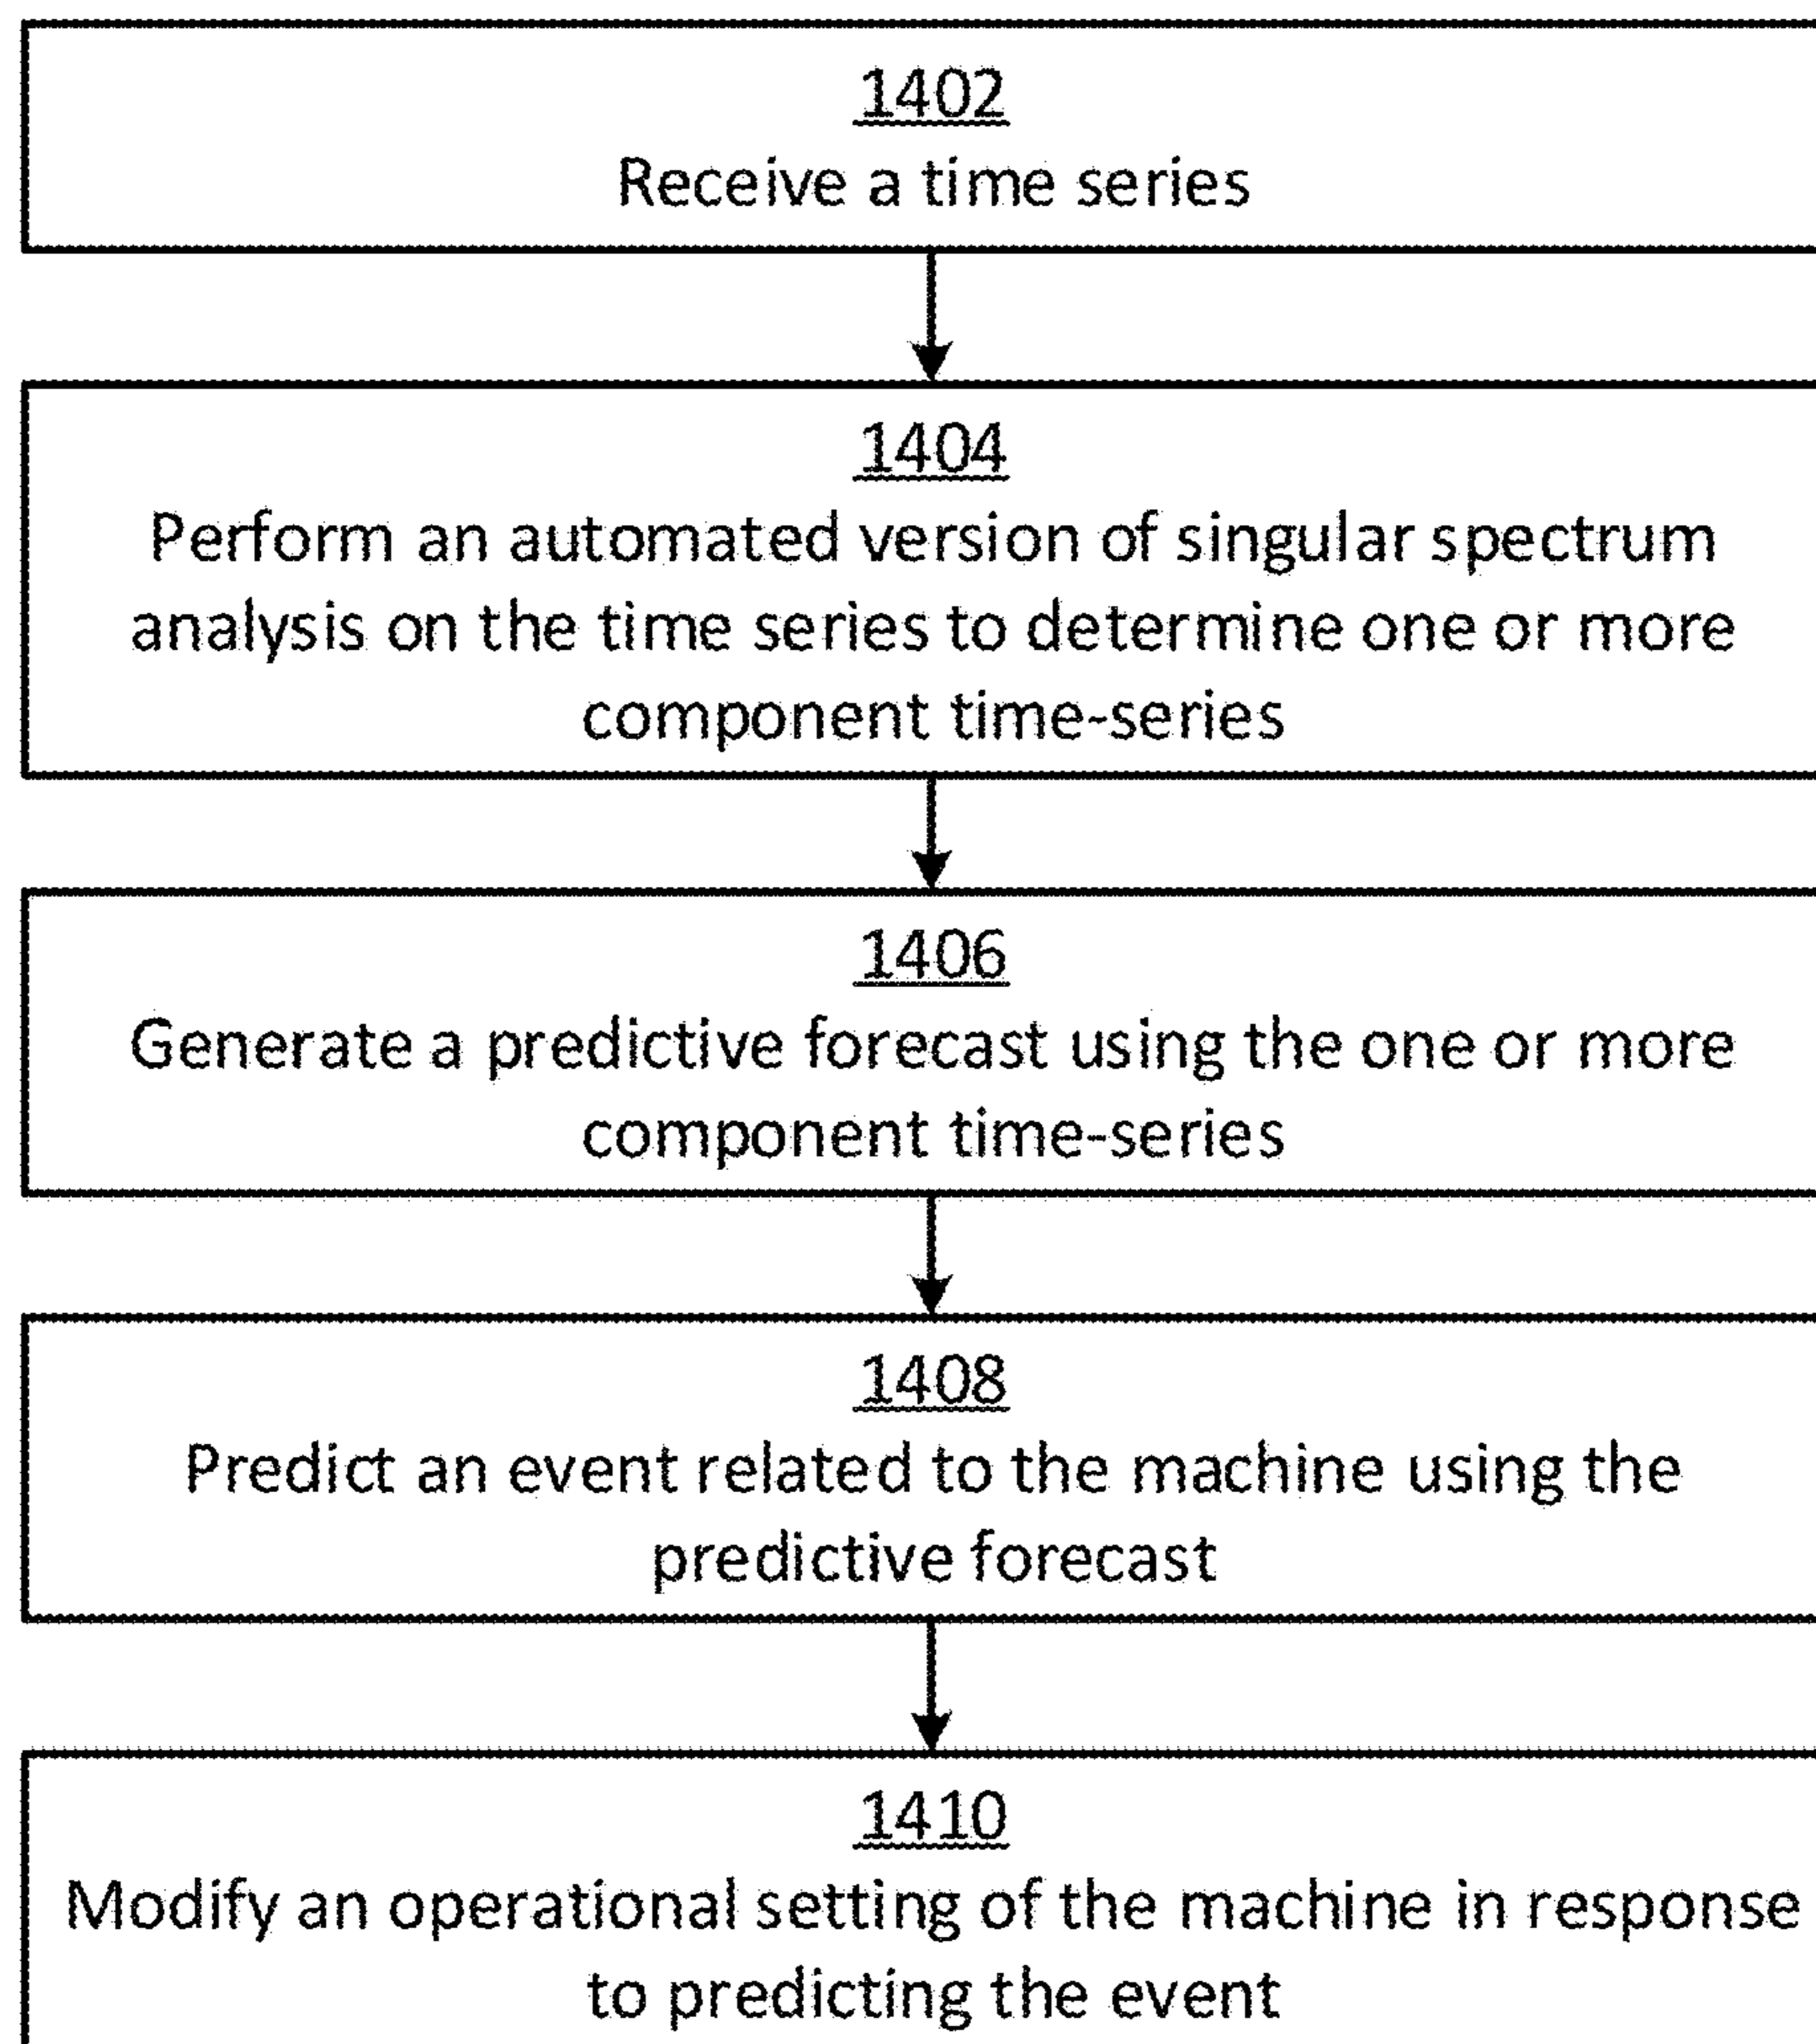 1402
Receive a time series
1404
Perform an automated version of singular spectrum
analysis on the time series to determine one or more
component time-series
1406
Generate a predictive forecast using the one or more
component time-series
1408
Predict an event related to the machine using the
predictive forecast
1410
Modify an operational setting of the machine in response
to predicting the event